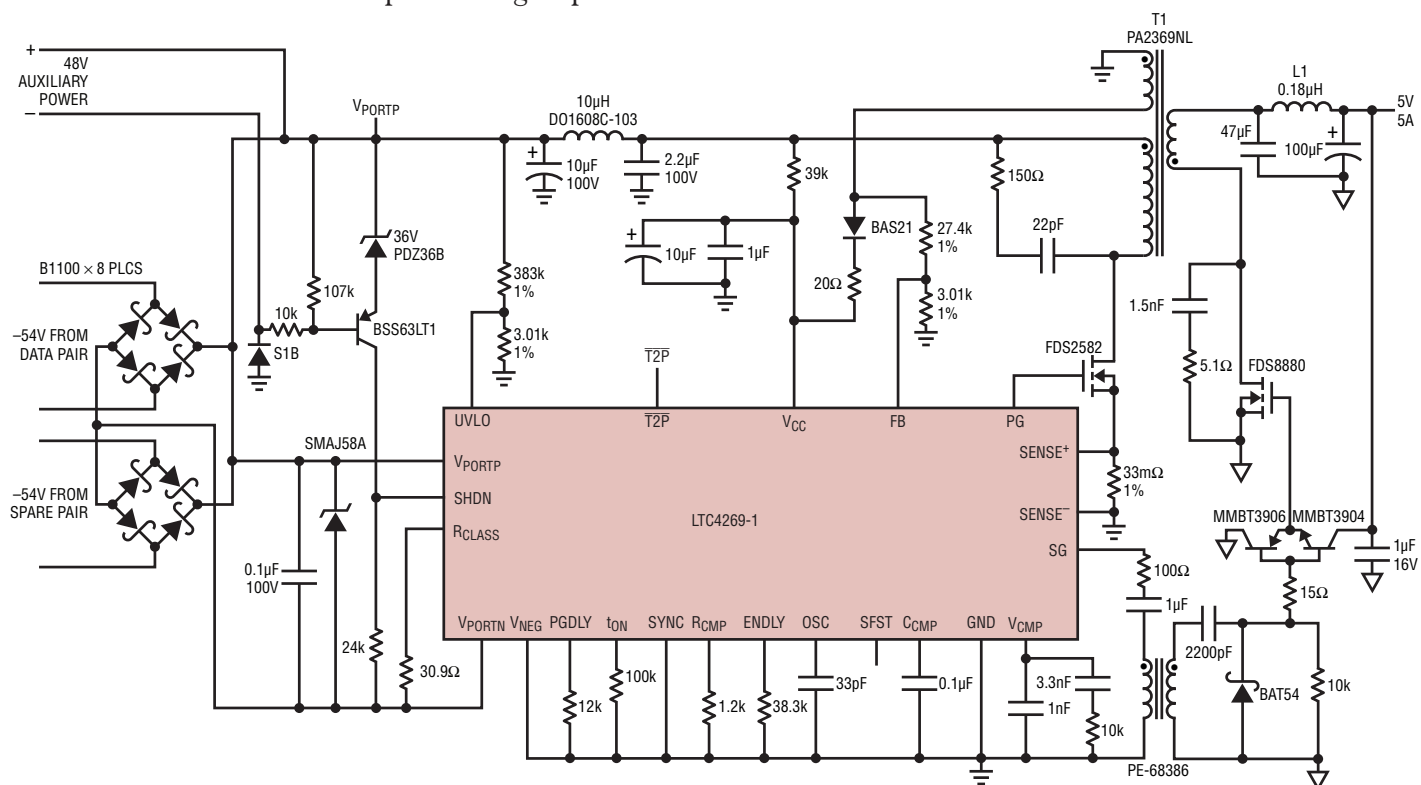 T1
PA2369NL
+
48V
AUXILIARY
POWER
–
VPORTP
10µH
DO1608C-103
L1
0.18µH
5V
5A
+
10µF
100V
2.2µF
100V
39k
150Ω
47µF
100µF
+
36V
PDZ36B
+
10µF
1µF
BAS21
27.4k
1%
22pF
B1100 × 8 PLCS
107k
383k
1%
20Ω
3.01k
1%
1.5nF
10k
BSS63LT1
–54V FROM
DATA PAIR
S1B
3.01k
1%
T2P
FDS2582
5.1Ω
FDS8880
UVLO
T2P
VCC
FB
PG
SMAJ58A
VPORTP
SENSE+
33mΩ
1%
–54V FROM
SPARE PAIR
SHDN
LTC4269-1
SENSE–
MMBT3906
MMBT3904
RCLASS
SG
1µF
16V
0.1µF
100V
100Ω
15Ω
1µF
24k
30.9Ω
VPORTN
VNEG
PGDLY
tON
SYNC
RCMP
ENDLY
OSC
SFST
CCMP
GND
VCMP
2200pF
12k
100k
1.2k
38.3k
33pF
0.1µF
3.3nF
1nF
10k
BAT54
10k
PE-68386